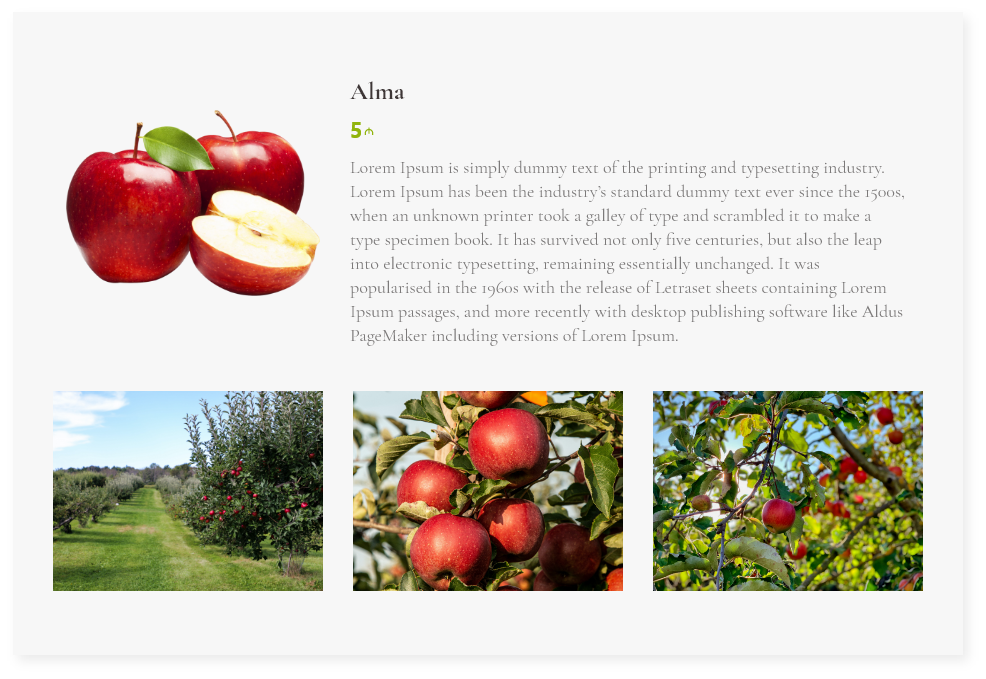 Alma
5₼
Lorem Ipsum is simply dummy text of the printing and typesetting industry.
Lorem Ipsum has been the industry’s standard dummy text ever since the 1500s,
when an unknown printer took a galley of type and scrambled it to make a
type specimen book. It has survived not only five centuries, but also the leap
into electronic typesetting, remaining essentially unchanged. It was
popularised in the 1960s with the release of Letraset sheets containing Lorem
Ipsum passages, and more recently with desktop publishing software like Aldus
PageMaker including versions of Lorem Ipsum.